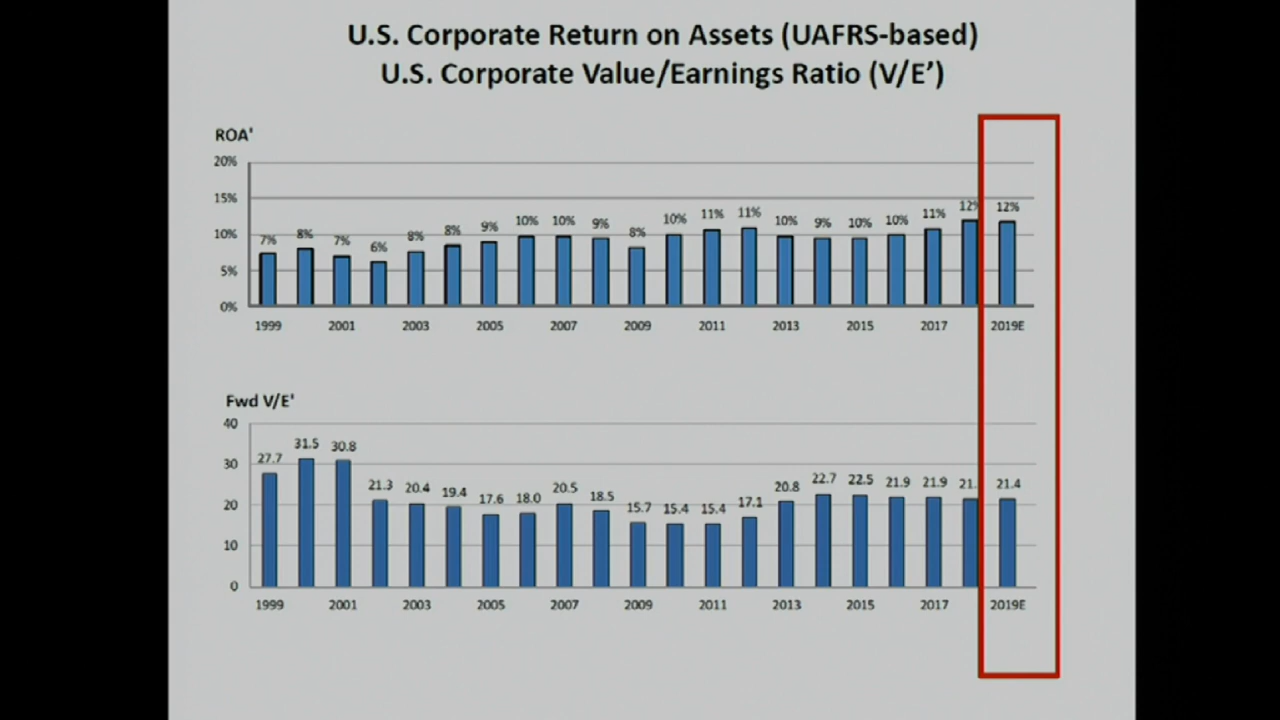 U.S. Corporate Return on Assets (UAFRS-based)
U.S. Corporate Value/Earnings Ratio (V/E’)
ROA'
20%
15%
10%
5%
0%
7% 8% 7% 6% 8% 8% 9% 10% 10% 9% 8% 10% 11% 11% 10% 9% 10% 10% 11% 12% 12%
1999 2001 2003 2005 2007 2009 2011 2013 2015 2017 2019E
Fwd V/E'
40
30
20
10
0
27.7 31.5 30.8 21.3 20.4 19.4 17.6 18.0 20.5 18.5 15.7 15.4 15.4 17.1 20.8 22.7 22.5 21.9 21.9 21. 21.4
1999 2001 2003 2005 2007 2009 2011 2013 2015 2017 2019E